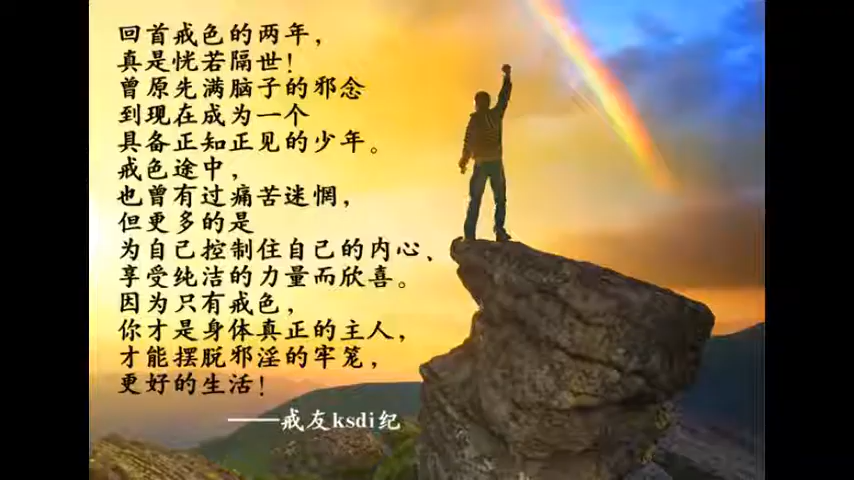 回首戒色的两年，
真是恍若隔世！
曾原先满脑子的邪念
到现在成为一个
具备正知正见的少年。
戒色途中，
也曾有过痛苦迷惘，
但更多的是
为自己控制住自己的内心、
享受纯洁的力量而欣喜。
因为只有戒色，
你才是身体真正的主人，
才能摆脱邪淫的牢笼，
更好的生活！
——戒友ksdi纪